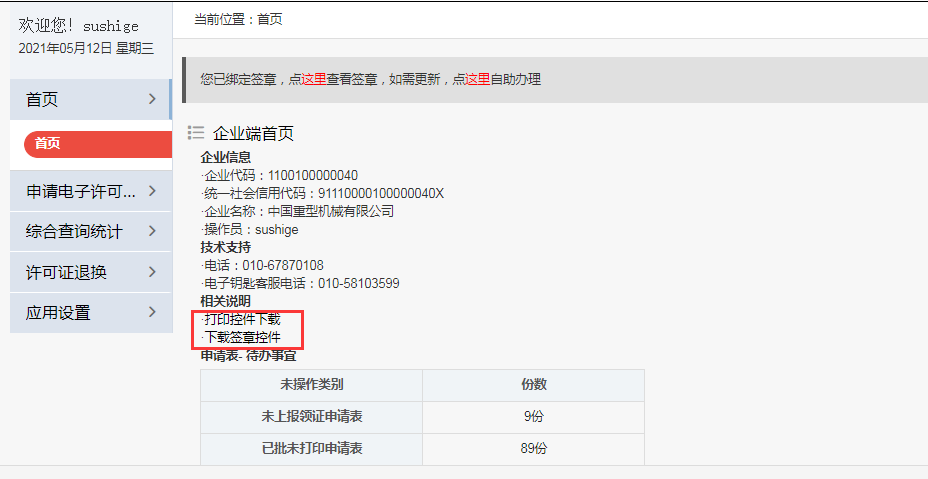 欢迎您！sushige
2021年05月12日 星期三
首页
首页
申请电子许可...
综合查询统计
许可证退换
应用设置
当前位置：首页
您已绑定签章，点这里查看签章，如需更新，点这里自助办理
企业端首页
企业信息
·企业代码：1100100000040
·统一社会信用代码：91110000100000040X
·企业名称：中国重型机械有限公司
·操作员：sushige
技术支持
·电话：010-67870108
·电子钥匙客服电话：010-58103599
相关说明
·打印控件下载
·下载签章控件
申请表- 待办事宜
未操作类别 份数
未上报领证申请表 9份
已批未打印申请表 89份